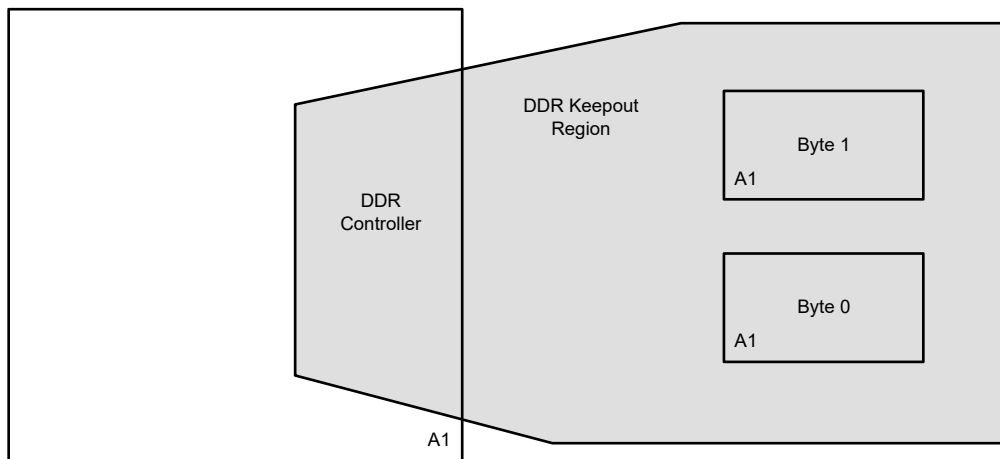 DDR Keepout
Region
Byte 1
A1
DDR
Controller
Byte 0
A1
A1